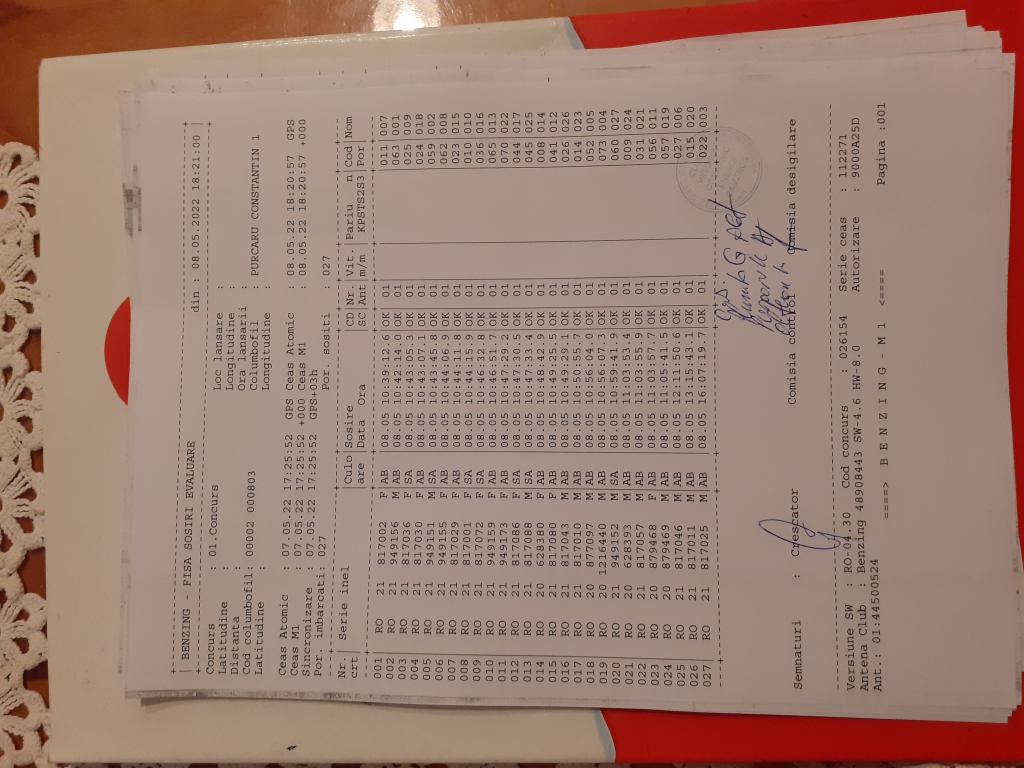 BENZING - FISA SOSIRI EVALUARE din : 08.05.2022 18:21:00
Concurs : 01.Concurs Loc lansare :
Latitudine : Longitudine :
Distanta : Ora lansarii :
Cod columbofil: 00002 000803 Columbofil : PURCARU CONSTANTIN 1
Latitudine : Longitudine :
Ceas Atomic : 07.05.22 17:25:52 GPS Ceas Atomic : 08.05.22 18:20:57 GPS
Ceas M1 : 07.05.22 17:25:52 +000 Ceas M1 : 08.05.22 18:20:57 +000
Sincronizare : 07.05.22 17:25:52 GPS+03h
Por. imbarcati: 027 Por. sositi : 027
Nr. Serie inel Culo Sosire CD Nr. Vit. Pariu n Cod Nom
crt are Data Ora SC Ant m/m KPSTS2S3 Por
001 RO 21 817002 F AB 08.05 10:39:12.6 OK 01 011 007
002 RO 21 949156 M AB 08.05 10:42:14.0 OK 01 063 001
003 RO 21 817036 F SA 08.05 10:43:05.3 OK 01 025 009
004 RO 21 817030 F AB 08.05 10:43:14.1 OK 01 024 018
005 RO 21 949151 M SA 08.05 10:43:45.8 OK 01 059 002
006 RO 21 949155 F AB 08.05 10:44:06.9 OK 01 062 008
007 RO 21 817029 F AB 08.05 10:44:11.8 OK 01 023 015
008 RO 21 817001 F SA 08.05 10:44:15.9 OK 01 010 010
009 RO 21 817072 F SA 08.05 10:46:32.8 OK 01 036 016
010 RO 21 949159 F AB 08.05 10:46:51.7 OK 01 065 013
011 RO 21 949173 F AB 08.05 10:47:29.2 OK 01 070 022
012 RO 21 817086 F SA 08.05 10:47:30.5 OK 01 044 017
013 RO 21 817088 M SA 08.05 10:47:33.4 OK 01 045 025
014 RO 20 628380 F AB 08.05 10:48:42.9 OK 01 008 014
015 RO 21 817080 F AB 08.05 10:49:25.5 OK 01 041 012
016 RO 21 817043 M AB 08.05 10:49:29.1 OK 01 026 026
017 RO 21 817010 M AB 08.05 10:50:55.7 OK 01 014 023
018 RO 20 817097 M AB 08.05 10:56:04.0 OK 01 052 005
019 RO 20 1216440 M AB 08.05 10:56:07.3 OK 01 073 004
020 RO 21 949152 M SA 08.05 10:59:41.9 OK 01 060 027
021 RO 20 628393 M AB 08.05 11:03:53.4 OK 01 009 024
022 RO 21 817057 M AB 08.05 11:03:55.9 OK 01 031 021
023 RO 20 879468 F AB 08.05 11:03:57.7 OK 01 056 011
024 RO 20 879469 M AB 08.05 11:05:41.5 OK 01 057 019
025 RO 21 817046 M AB 08.05 12:11:50.6 OK 01 027 006
026 RO 21 817011 M AB 08.05 13:15:43.1 OK 01 015 020
027 RO 21 817025 M AB 08.05 16:07:19.7 OK 01 022 003
Semnaturi : Crescator Comisia control Comisia desigilare
Versiune SW : RO-04.30 Cod concurs : 026154 Serie ceas : 112271
Antena Club : Benzing 48908443 SW-4.6 HW-8.0 Autorizare : 9000A25D
Ant.: 01:44500524
====> B E N Z I N G - M 1 <==== Pagina :001